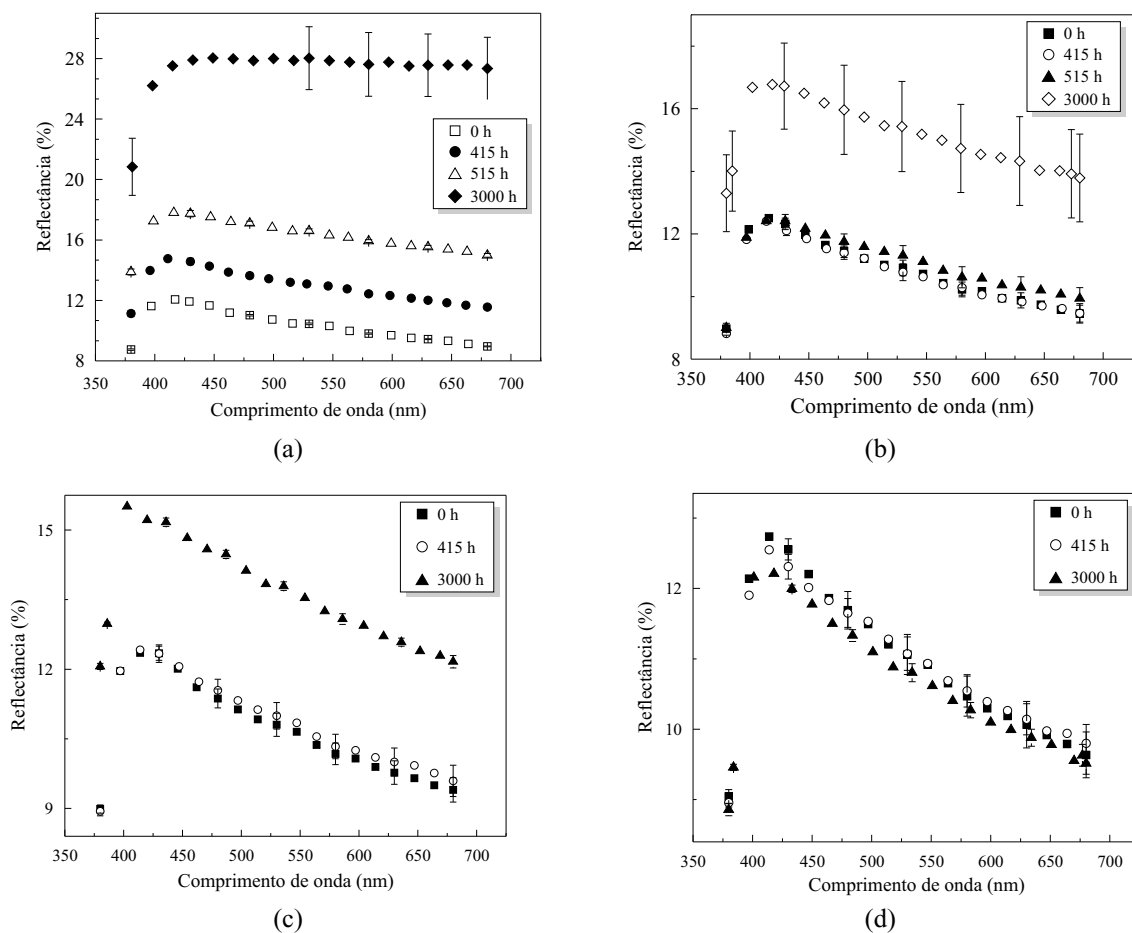 28
24
20
16
12
8
350 400 450 500 550 600 650 700
Reflectância (%)
Comprimento de onda (nm)
0 h
415 h
515 h
3000 h
(a)
16
12
8
350 400 450 500 550 600 650 700
Reflectância (%)
Comprimento de onda (nm)
0 h
415 h
515 h
3000 h
(b)
15
12
9
350 400 450 500 550 600 650 700
Reflectância (%)
Comprimento de onda (nm)
0 h
415 h
3000 h
(c)
12
10
350 400 450 500 550 600 650 700
Reflectância (%)
Comprimento de onda (nm)
0 h
415 h
3000 h
(d)